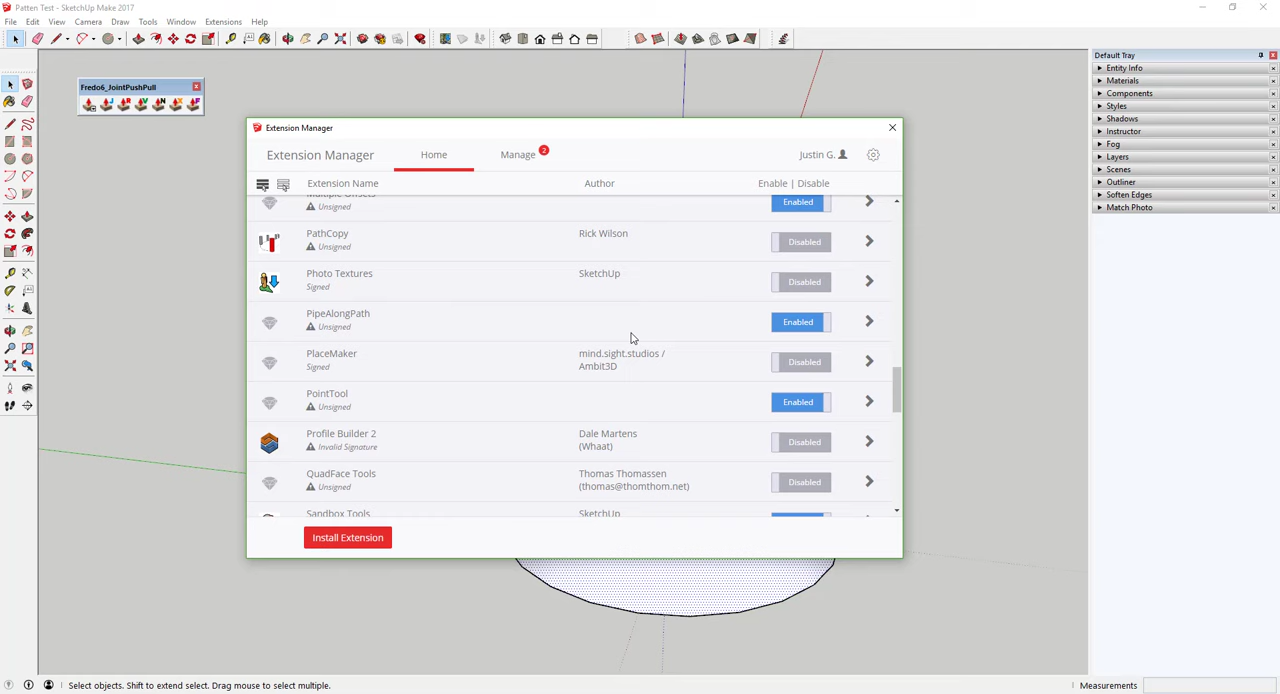 Patten Test - SketchUp Make 2017
File Edit View Camera Draw Tools Window Extensions Help
Fredo6_JointPushPull
J R V N X F
Default Tray
Entity Info
Materials
Components
Styles
Shadows
Instructor
Fog
Layers
Scenes
Outliner
Soften Edges
Match Photo
Extension Manager
Extension Manager Home Manage 2 Justin G.
Extension Name Author Enable | Disable
Multiple Offsets
Unsigned Enabled
PathCopy Rick Wilson
Unsigned Disabled
Photo Textures SketchUp
Signed Disabled
PipeAlongPath
Unsigned Enabled
PlaceMaker mind.sight.studios /
Signed Ambit3D Disabled
PointTool
Unsigned Enabled
Profile Builder 2 Dale Martens
Invalid Signature (Whaat) Disabled
QuadFace Tools Thomas Thomassen
Unsigned (thomas@thomthom.net) Disabled
Sandbox Tools SketchUp
Install Extension
Select objects. Shift to extend select. Drag mouse to select multiple. Measurements